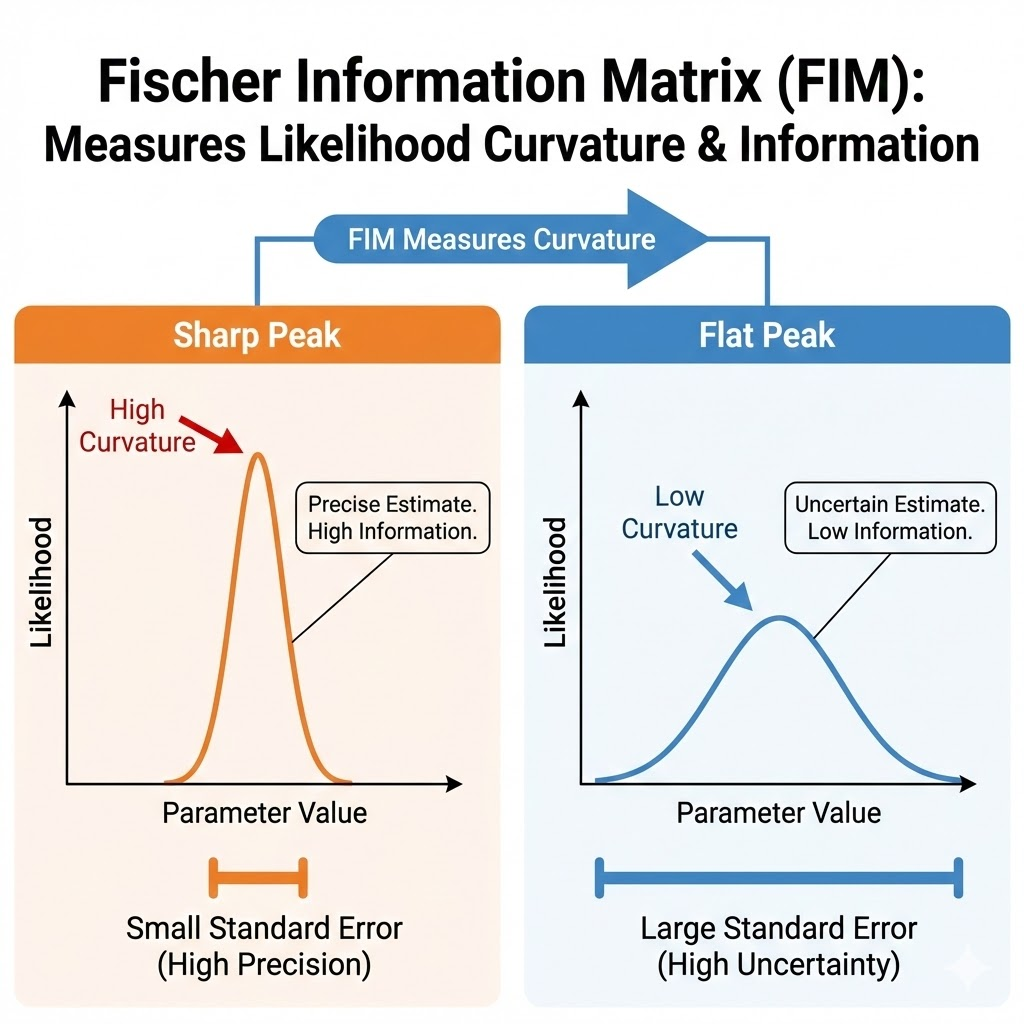 Fischer Information Matrix (FIM):
Measures Likelihood Curvature & Information
FIM Measures Curvature
Sharp Peak
High
Curvature
Precise Estimate.
High Information.
Likelihood
Parameter Value
Small Standard Error
(High Precision)
Flat Peak
Low
Curvature
Uncertain Estimate.
Low Information.
Likelihood
Parameter Value
Large Standard Error
(High Uncertainty)